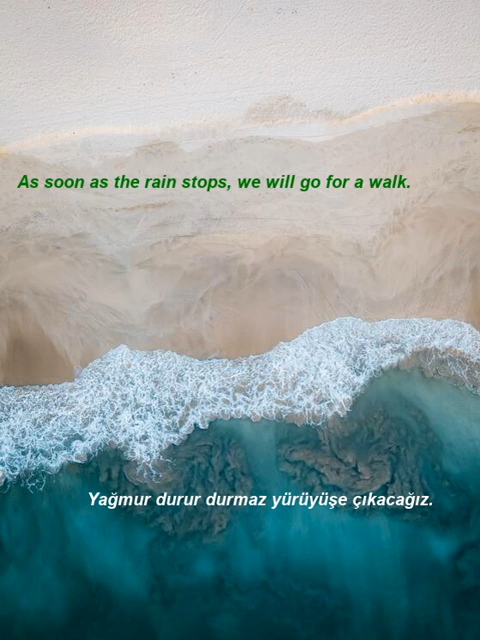 As soon as the rain stops, we will go for a walk.
Yağmur durur durmaz yürüyüşe çıkacağız.